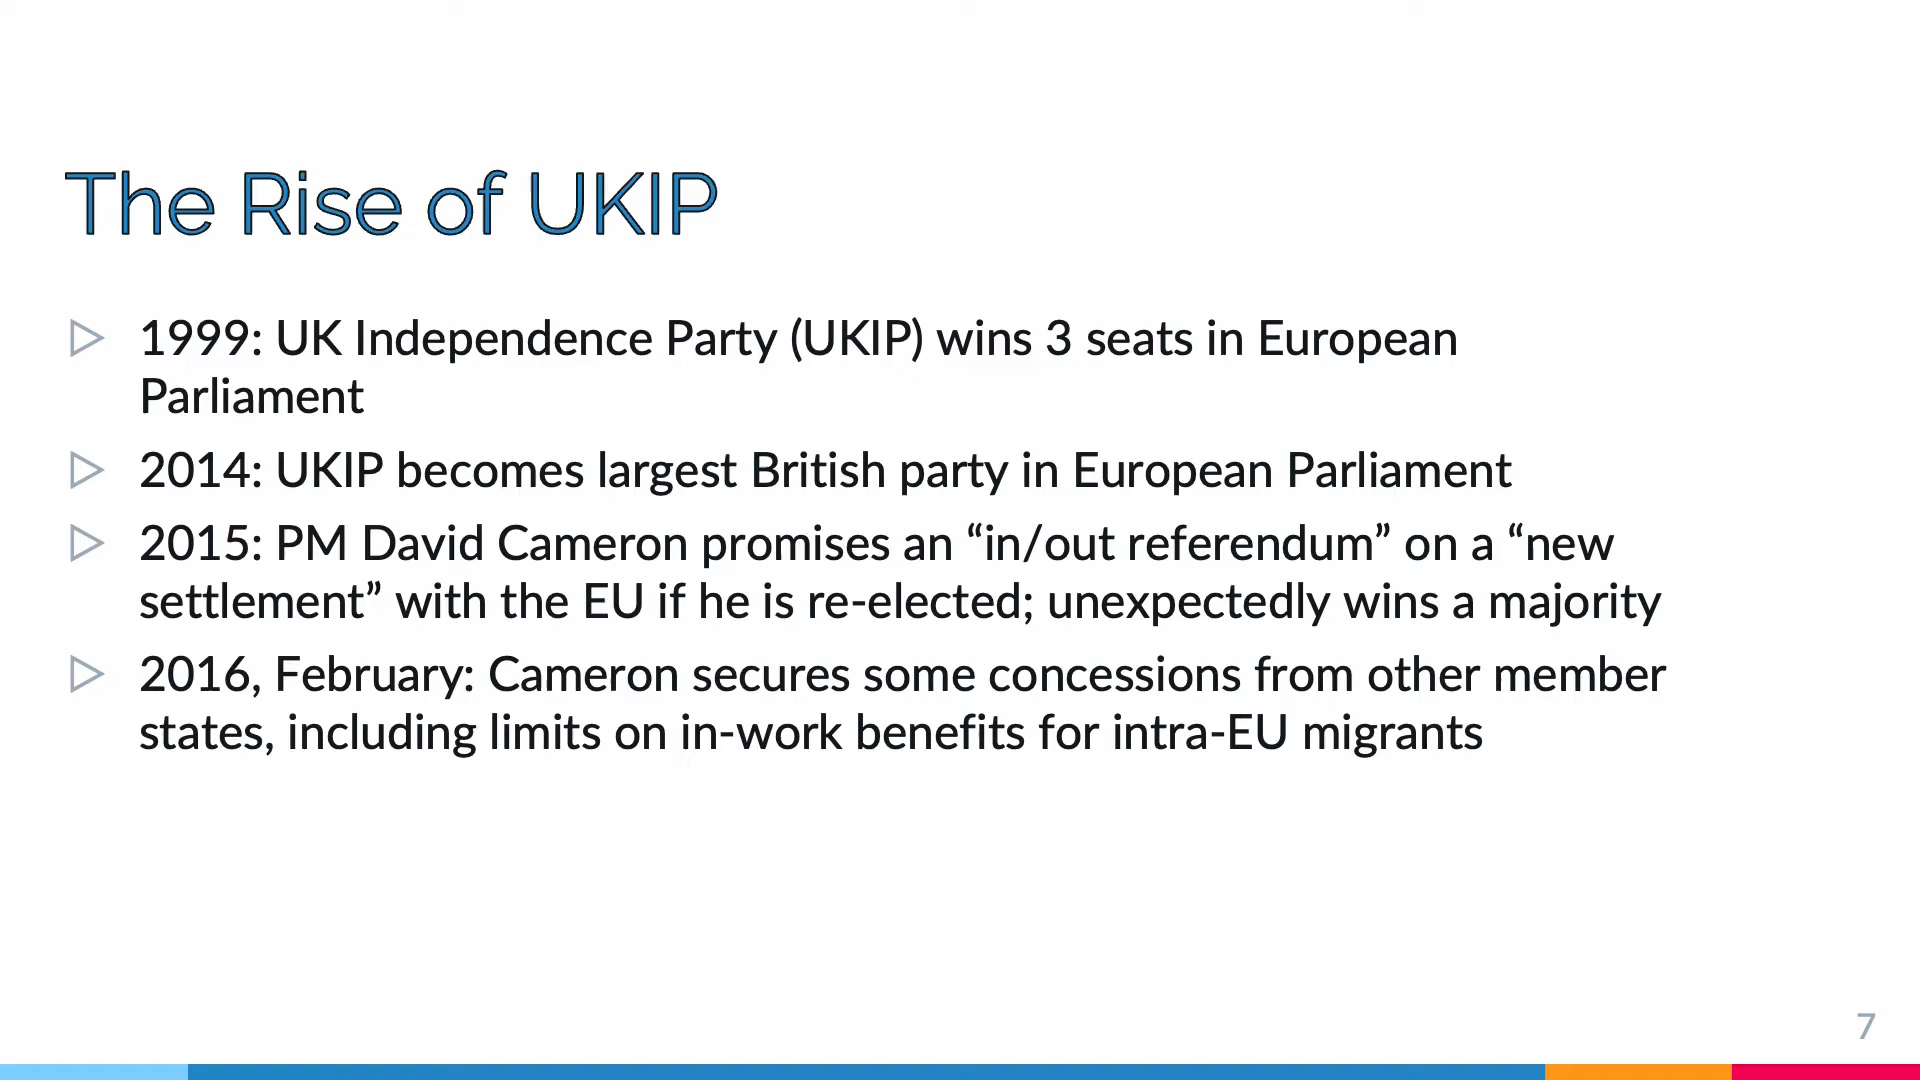 The Rise of UKIP
▷ 1999: UK Independence Party (UKIP) wins 3 seats in European
Parliament
▷ 2014: UKIP becomes largest British party in European Parliament
▷ 2015: PM David Cameron promises an “in/out referendum” on a “new
settlement” with the EU if he is re-elected; unexpectedly wins a majority
▷ 2016, February: Cameron secures some concessions from other member
states, including limits on in-work benefits for intra-EU migrants
7